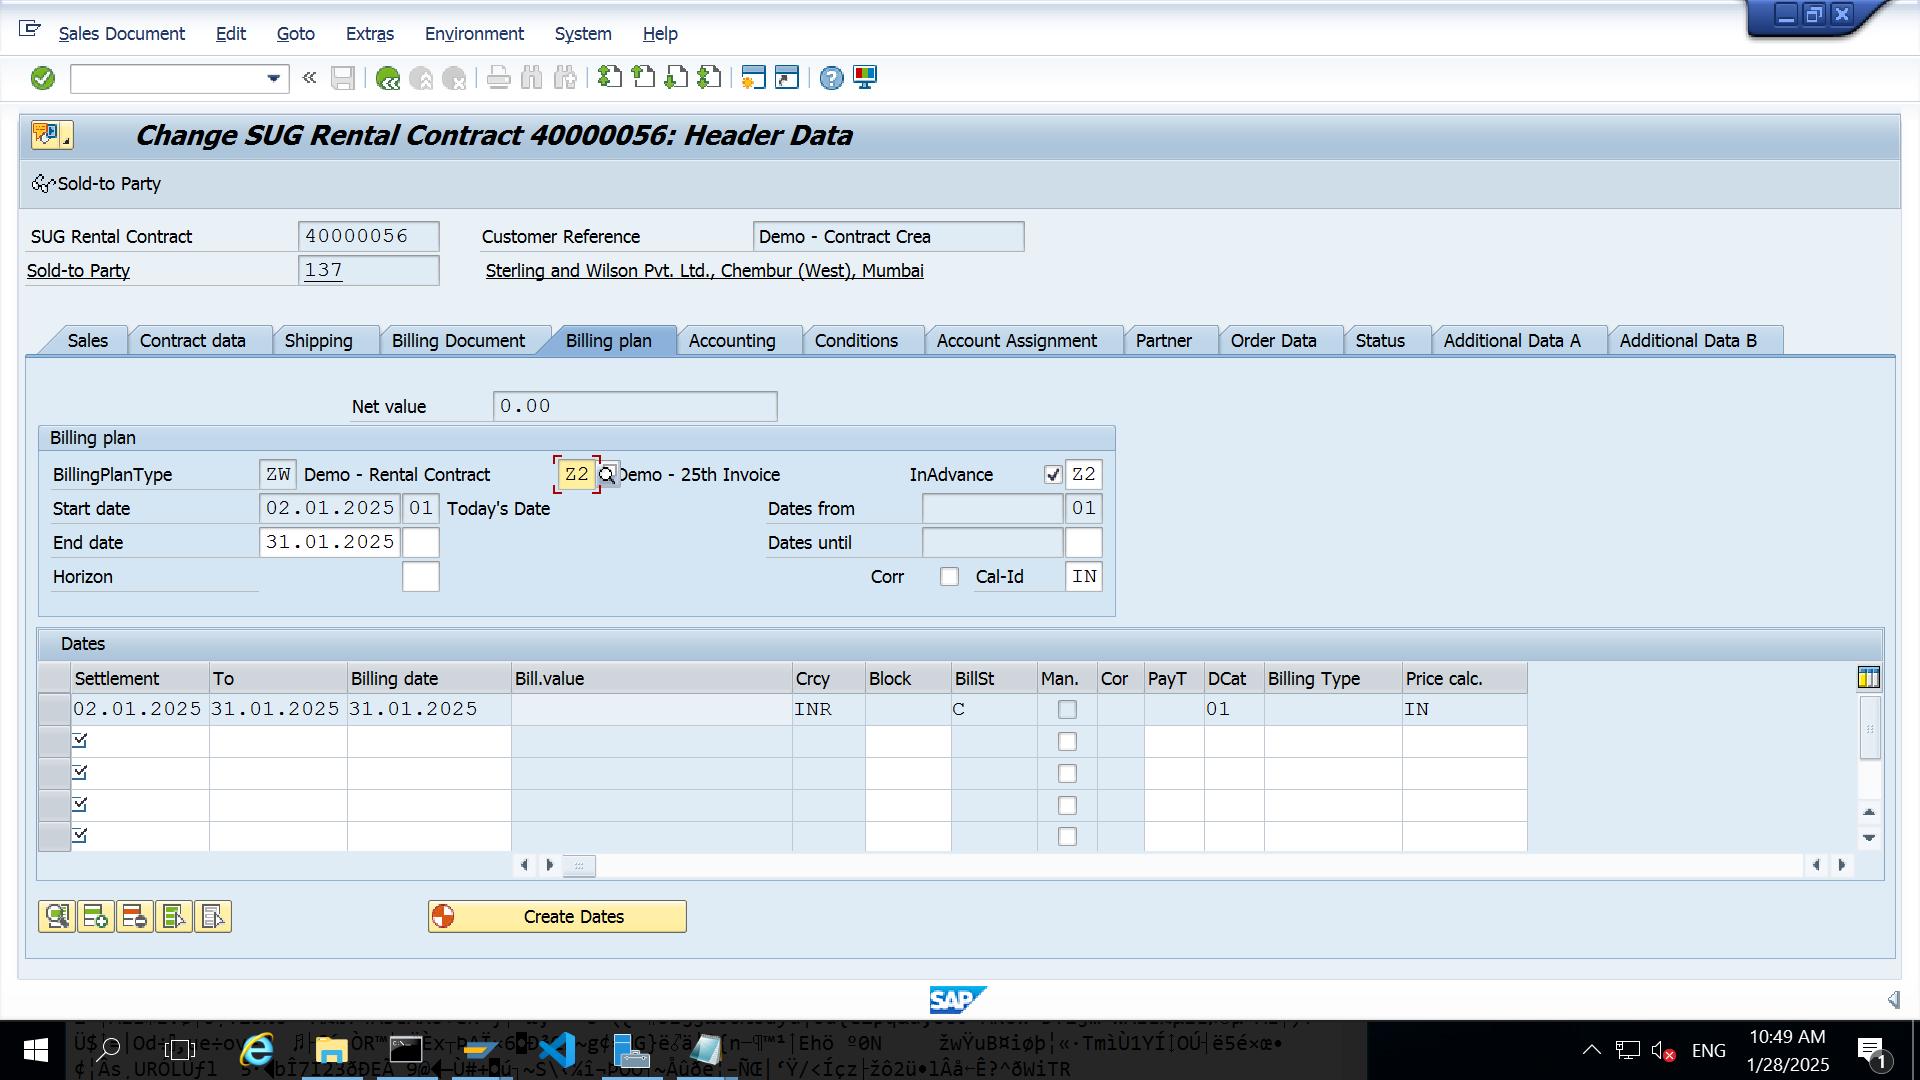 Sales Document Edit Goto Extras Environment System Help
Change SUG Rental Contract 40000056: Header Data
Sold-to Party
SUG Rental Contract 40000056 Customer Reference Demo - Contract Crea
Sold-to Party 137 Sterling and Wilson Pvt. Ltd., Chembur (West), Mumbai
Sales Contract data Shipping Billing Document Billing plan Accounting Conditions Account Assignment Partner Order Data Status Additional Data A Additional Data B
Net value 0.00
Billing plan
BillingPlanType ZW Demo - Rental Contract Z2 Demo - 25th Invoice InAdvance Z2
Start date 02.01.2025 01 Today's Date Dates from 01
End date 31.01.2025 Dates until
Horizon Corr Cal-Id IN
Dates
Settlement To Billing date Bill.value Crcy Block BillSt Man. Cor PayT DCat Billing Type Price calc.
02.01.2025 31.01.2025 31.01.2025 INR C 01 IN
Create Dates
SAP
ENG
10:49 AM
1/28/2025
1